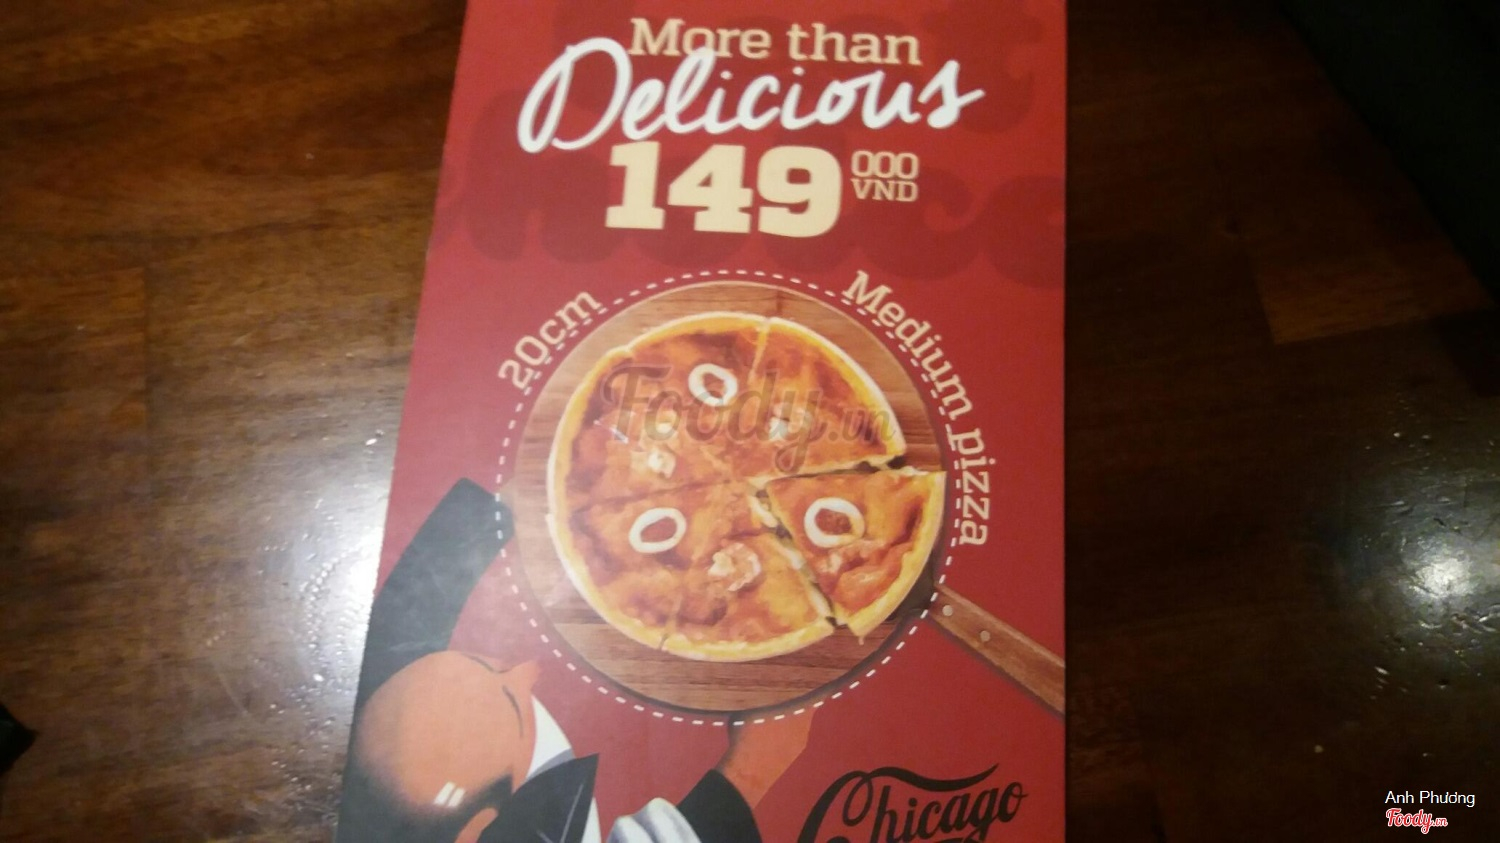 More than
Delicious
149 000 VND
20cm
Medium pizza
Foody.vn
Chicago
Anh Phương
Foody.vn